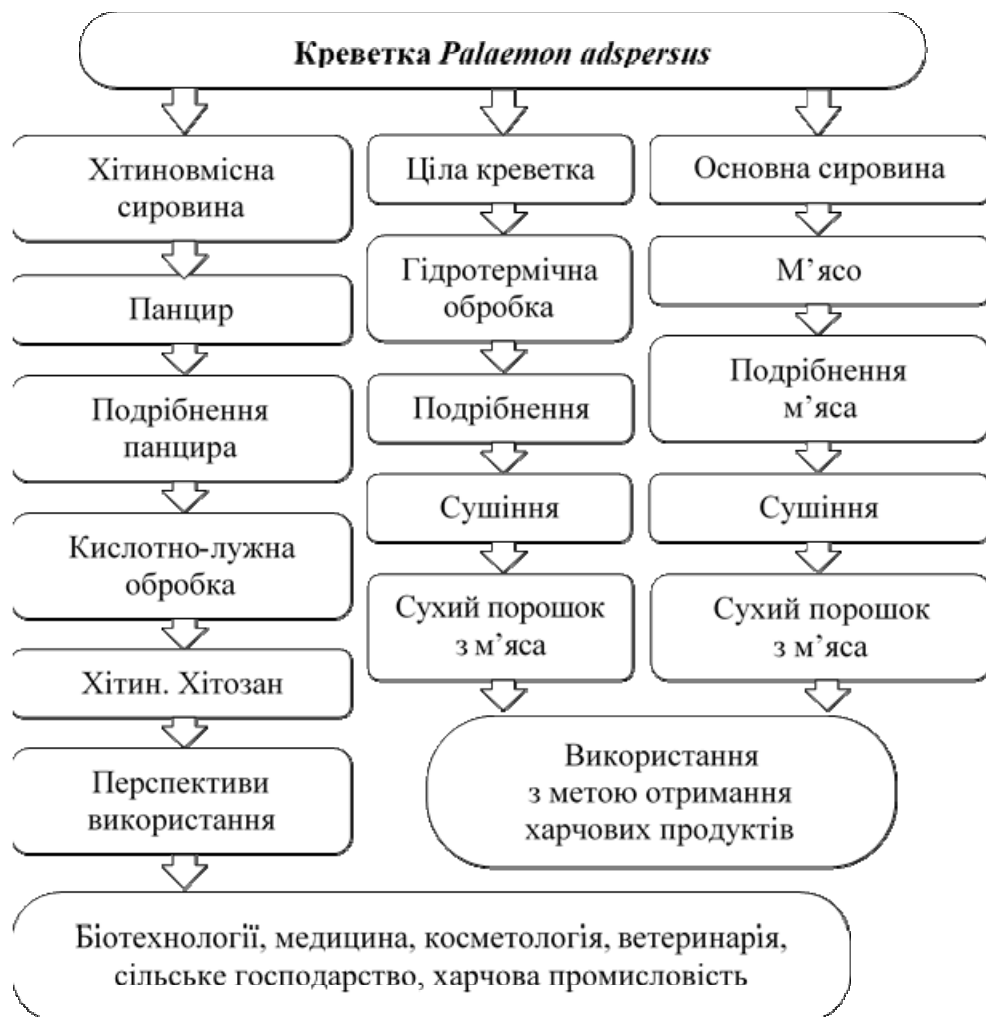 Креветка Palaemon adspersus
Хітиновмісна
сировина
Панцир
Подрібнення
панцира
Кислотно-лужна
обробка
Хітин. Хітозан
Перспективи
використання
Біотехнології, медицина, косметологія, ветеринарія,
сільське господарство, харчова промисловість
Ціла креветка
Гідротермічна
обробка
Подрібнення
Сушіння
Сухий порошок
з м’яса
Основна сировина
М’ясо
Подрібнення
м’яса
Сушіння
Сухий порошок
з м’яса
Використання
з метою отримання
харчових продуктів